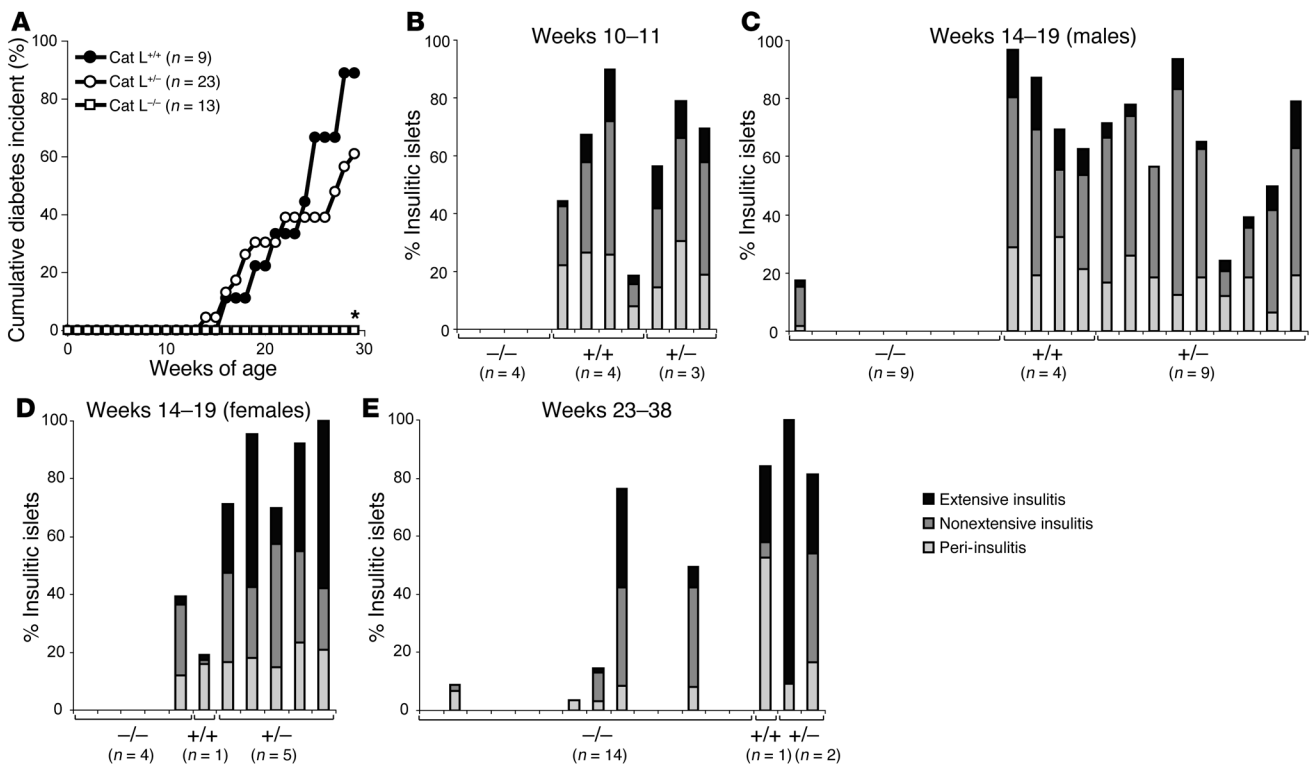 A
Cumulative diabetes incident (%)
100
80
60
40
20
0
Cat L+/+ (n = 9)
Cat L+/– (n = 23)
Cat L–/– (n = 13)
*
0 10 20 30
Weeks of age
B
Weeks 10–11
% Insulitic islets
100
80
60
40
20
0
–/– +/+ +/–
(n = 4) (n = 4) (n = 3)
C
Weeks 14–19 (males)
% Insulitic islets
100
80
60
40
20
0
–/– +/+ +/–
(n = 9) (n = 4) (n = 9)
D
Weeks 14–19 (females)
% Insulitic islets
100
80
60
40
20
0
–/– +/+ +/–
(n = 4) (n = 1) (n = 5)
E
Weeks 23–38
% Insulitic islets
100
80
60
40
20
0
–/– +/+ +/–
(n = 14) (n = 1) (n = 2)
Extensive insulitis
Nonextensive insulitis
Peri-insulitis